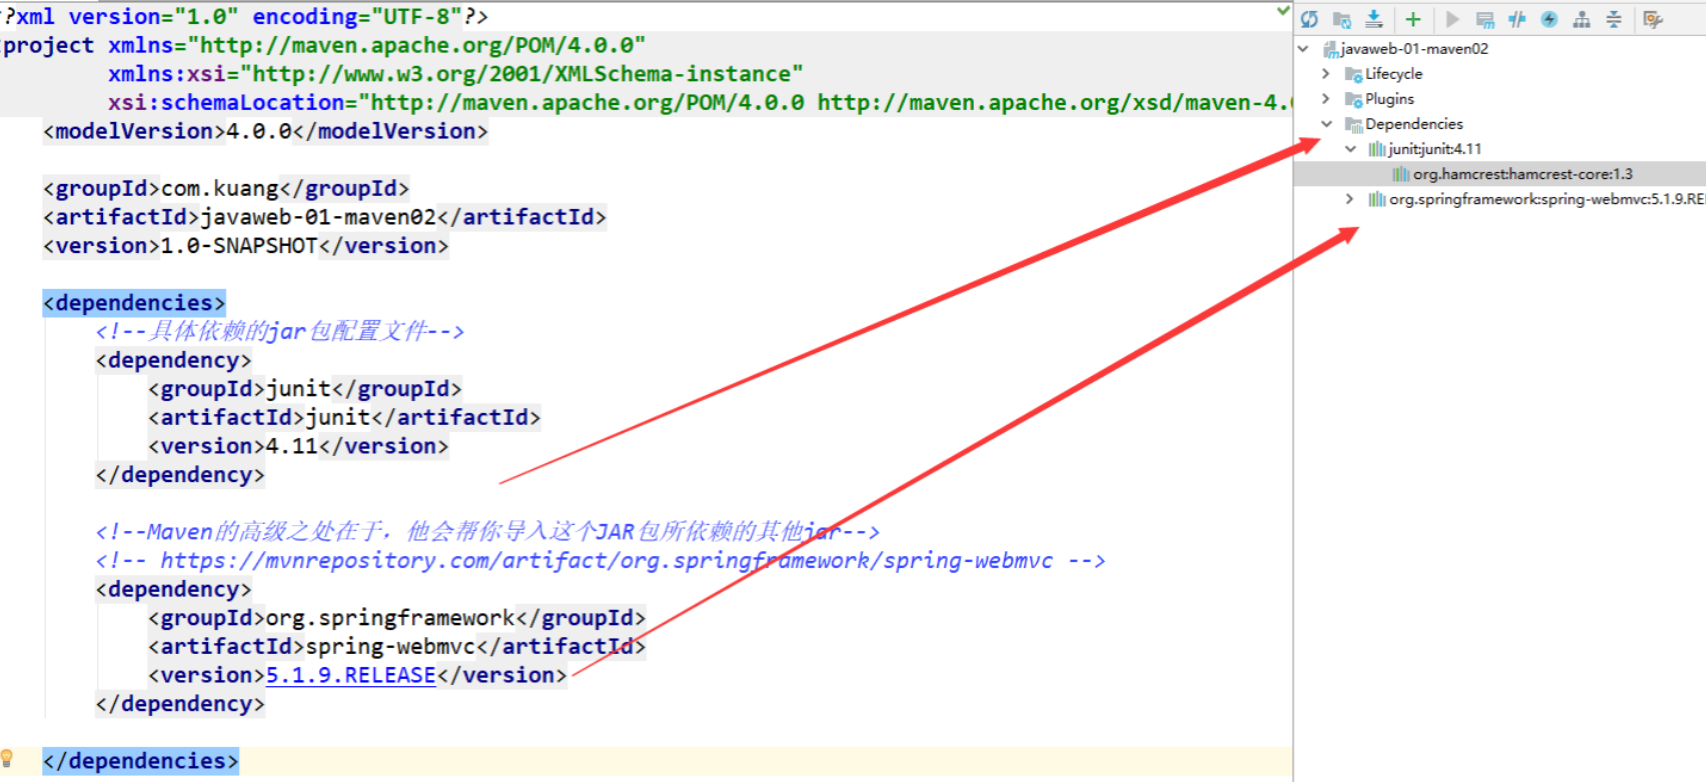 ?xml version="1.0" encoding="UTF-8"?>
project xmlns="http://maven.apache.org/POM/4.0.0"
xmlns:xsi="http://www.w3.org/2001/XMLSchema-instance"
xsi:schemaLocation="http://maven.apache.org/POM/4.0.0 http://maven.apache.org/xsd/maven-4.0
<modelVersion>4.0.0</modelVersion>
<groupId>com.kuang</groupId>
<artifactId>javaweb-01-maven02</artifactId>
<version>1.0-SNAPSHOT</version>
<dependencies>
<!--具体依赖的jar包配置文件-->
<dependency>
<groupId>junit</groupId>
<artifactId>junit</artifactId>
<version>4.11</version>
</dependency>
<!--Maven的高级之处在于，他会帮你导入这个JAR包所依赖的其他jar-->
<!-- https://mvnrepository.com/artifact/org.springframework/spring-webmvc -->
<dependency>
<groupId>org.springframework</groupId>
<artifactId>spring-webmvc</artifactId>
<version>5.1.9.RELEASE</version>
</dependency>
</dependencies>
javaweb-01-maven02
Lifecycle
Plugins
Dependencies
junit:junit:4.11
org.hamcrest:hamcrest-core:1.3
org.springframework:spring-webmvc:5.1.9.RE